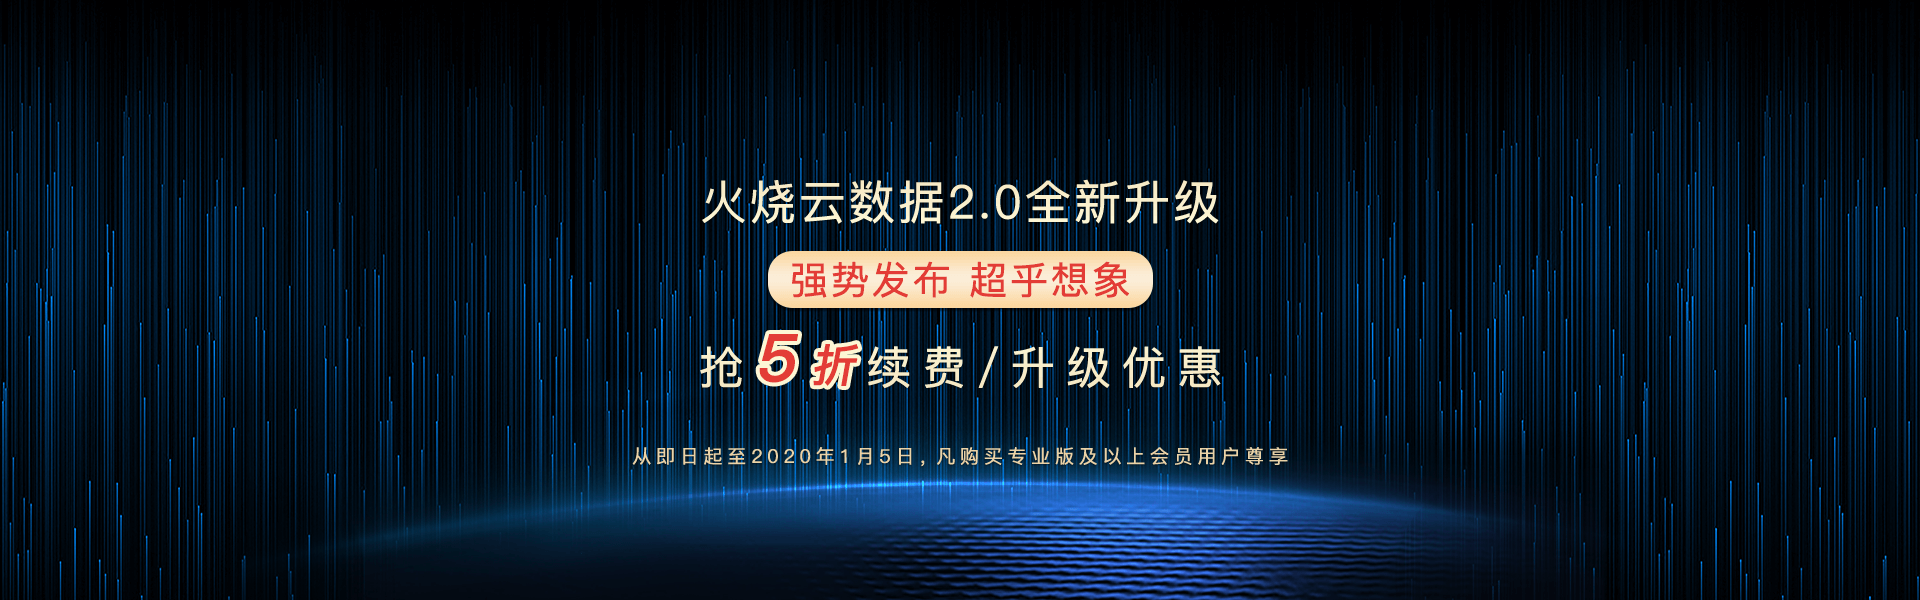 火烧云数据2.0全新升级
强势发布 超乎想象
抢5折续费/升级优惠
从即日起至2020年1月5日，凡购买专业版及以上会员用户尊享